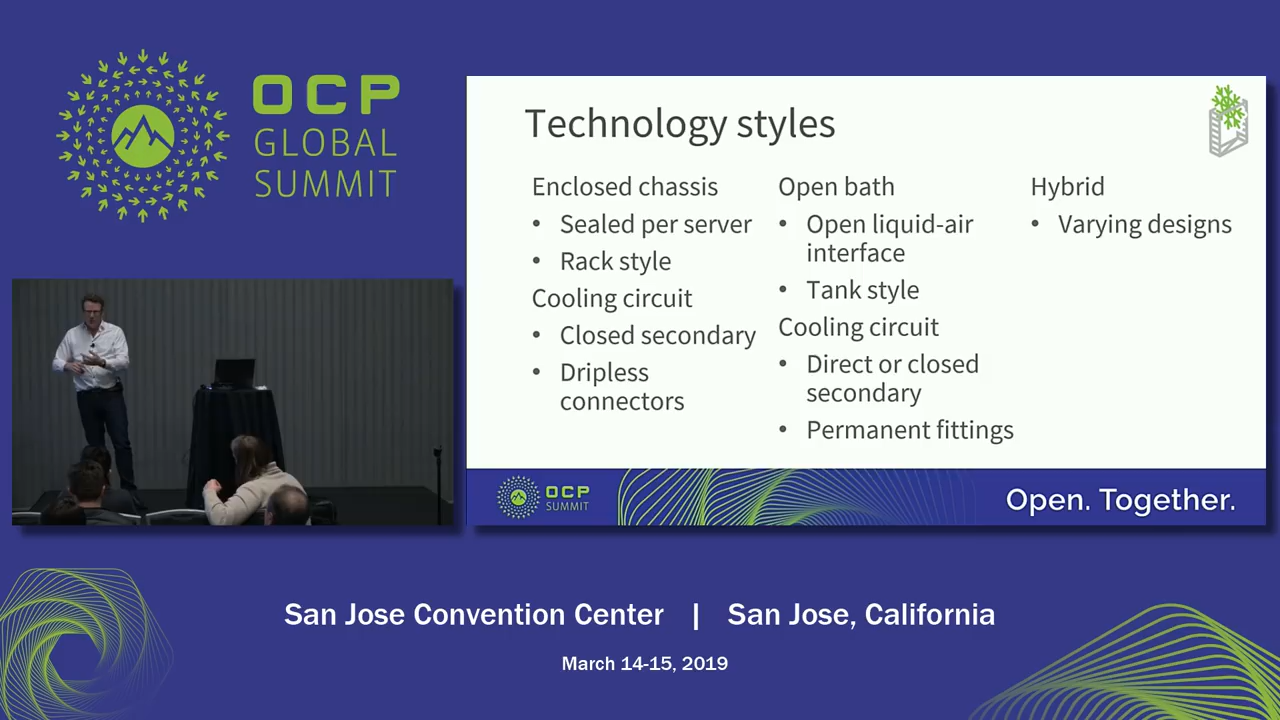 OCP
GLOBAL
SUMMIT
Technology styles
Enclosed chassis
• Sealed per server
• Rack style
Cooling circuit
• Closed secondary
• Dripless
connectors
Open bath
• Open liquid-air
interface
• Tank style
Cooling circuit
• Direct or closed
secondary
• Permanent fittings
Hybrid
• Varying designs
OCP
SUMMIT
Open. Together.
San Jose Convention Center | San Jose, California
March 14-15, 2019